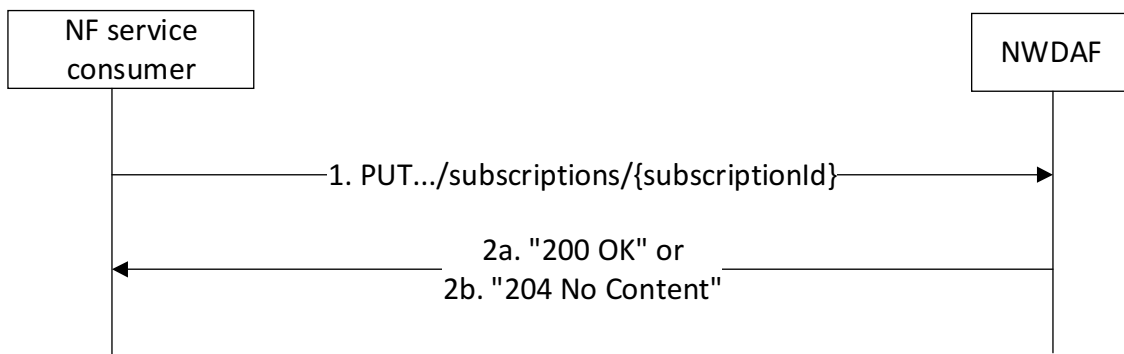 NF service
consumer
NWDAF
1. PUT.../subscriptions/{subscriptionId}
2a. "200 OK" or
2b. "204 No Content"